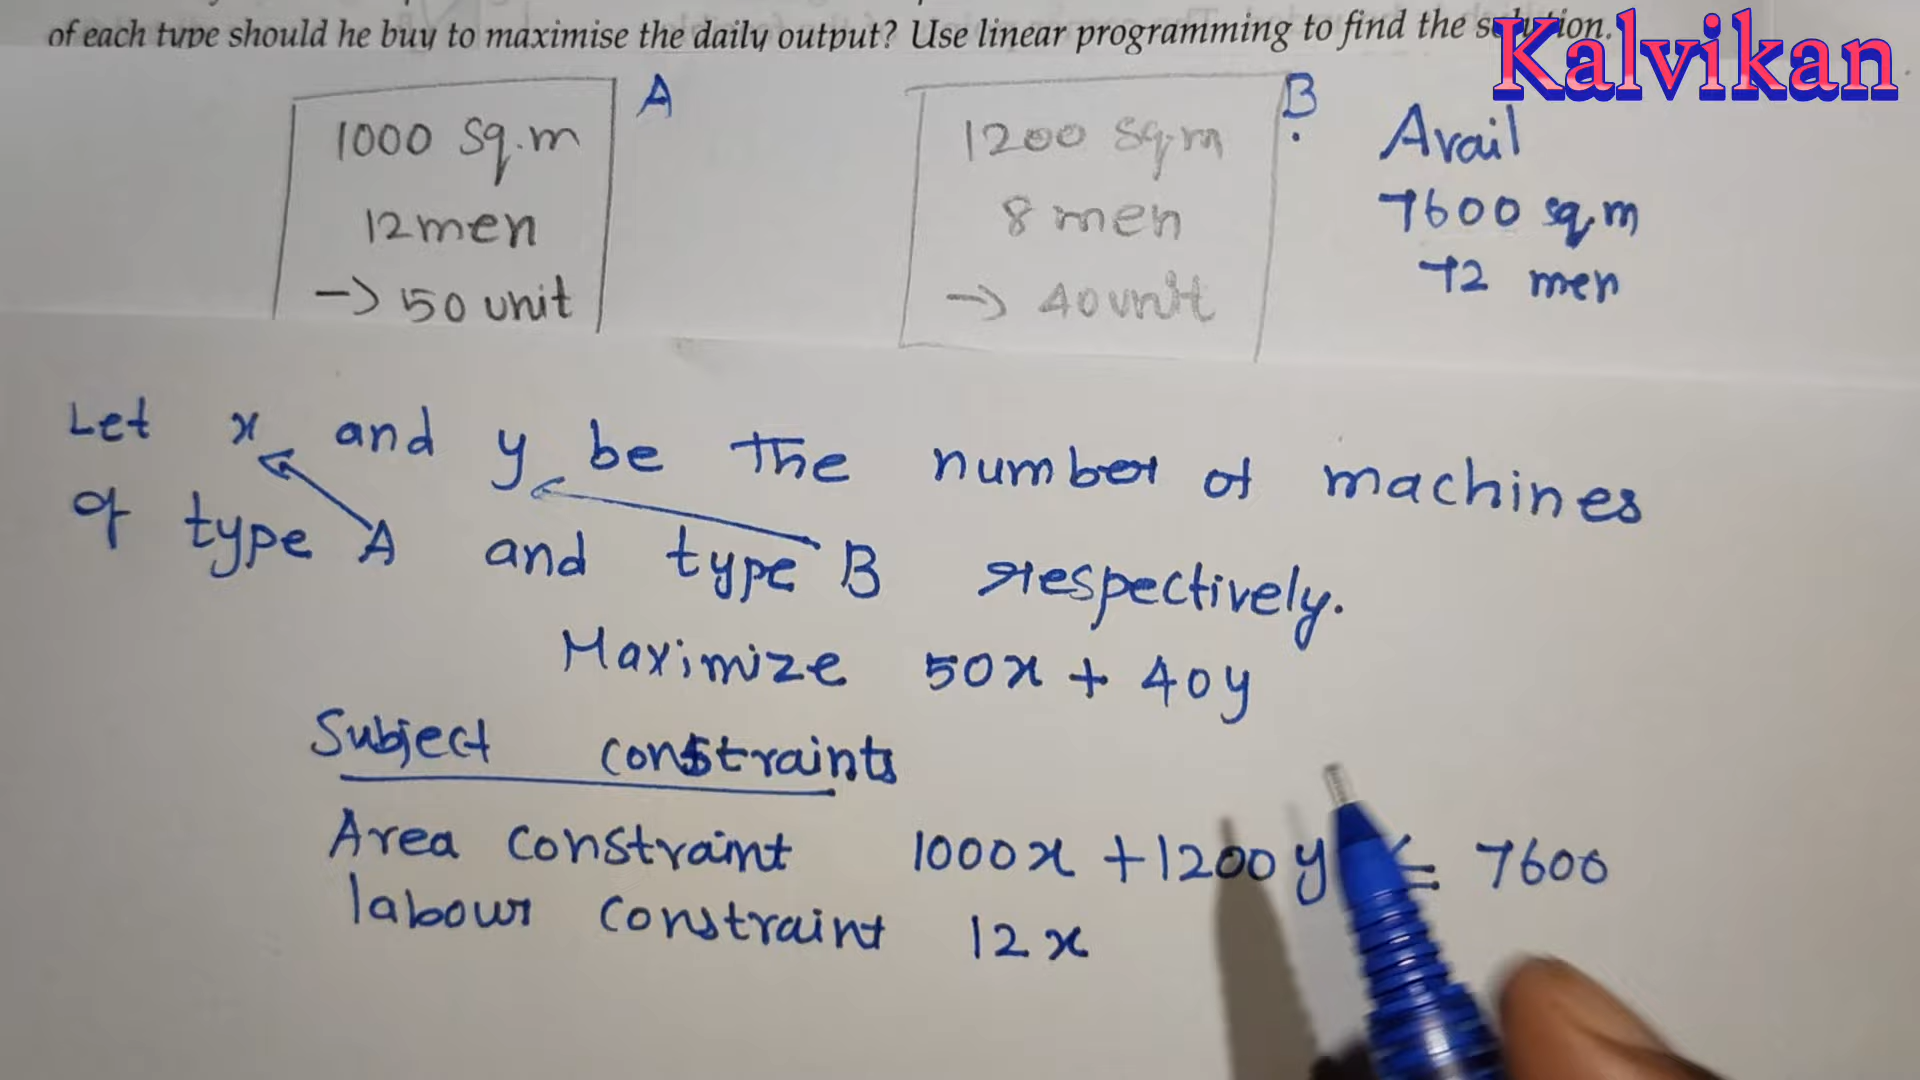 of each type should he buy to maximise the daily output? Use linear programming to find the solution.
Kalvikan
A
1000 sq.m
12 men
→ 50 unit
B
1200 sq.m
8 men
→ 40 unit
Avail
7600 sq.m
72 men
Let x and y be the number of machines
of type A and type B respectively.
Maximize 50x + 40y
Subject constraints
Area constraint 1000x + 1200y ≤ 7600
labour constraint 12x